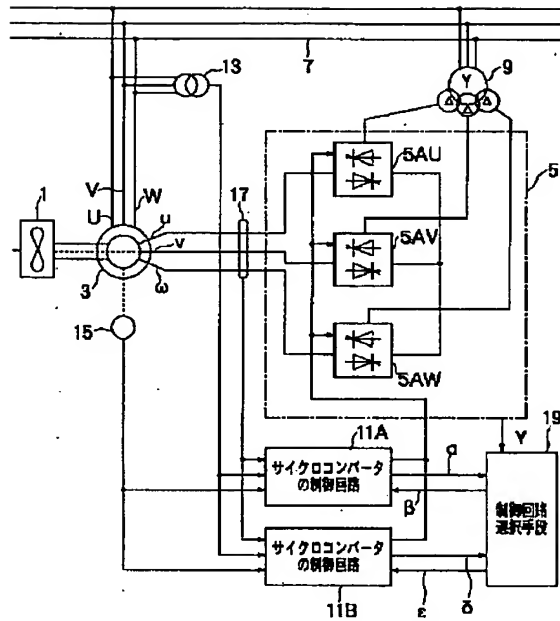 7
9
Y
Δ
Δ
Δ
13
5
5AU
V
W
U
u
1
17
v
5AV
3
ω
15
5AW
11A
19
Y
サイクロコンバータ
の制御回路
α
β
制御回路
選択手段
サイクロコンバータ
の制御回路
δ
ε
11B